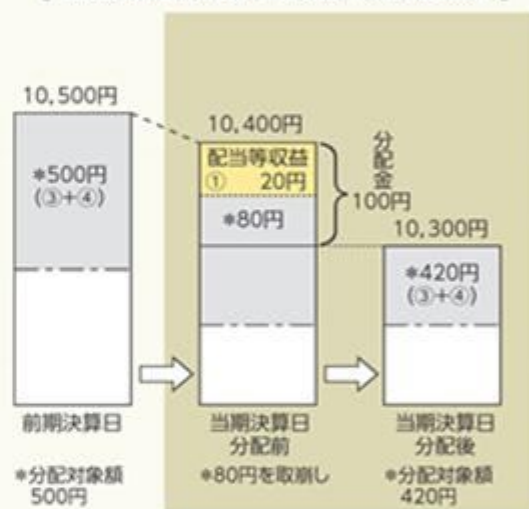 10,500円
*500円
(③+④)
10,400円
配当等収益
① 20円
*80円
分配金
100円
10,300円
*420円
(③+④)
前期決算日
当期決算日
分配前
当期決算日
分配後
*分配対象額
500円
*80円を取崩し
*分配対象額
420円